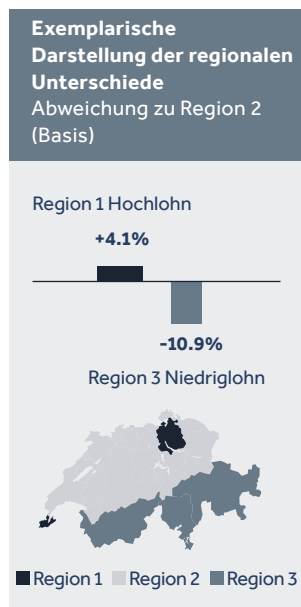 Exemplarische
Darstellung der regionalen
Unterschiede
Abweichung zu Region 2
(Basis)
Region 1 Hochlohn
+4.1%
-10.9%
Region 3 Niedriglohn
Region 1 Region 2 Region 3